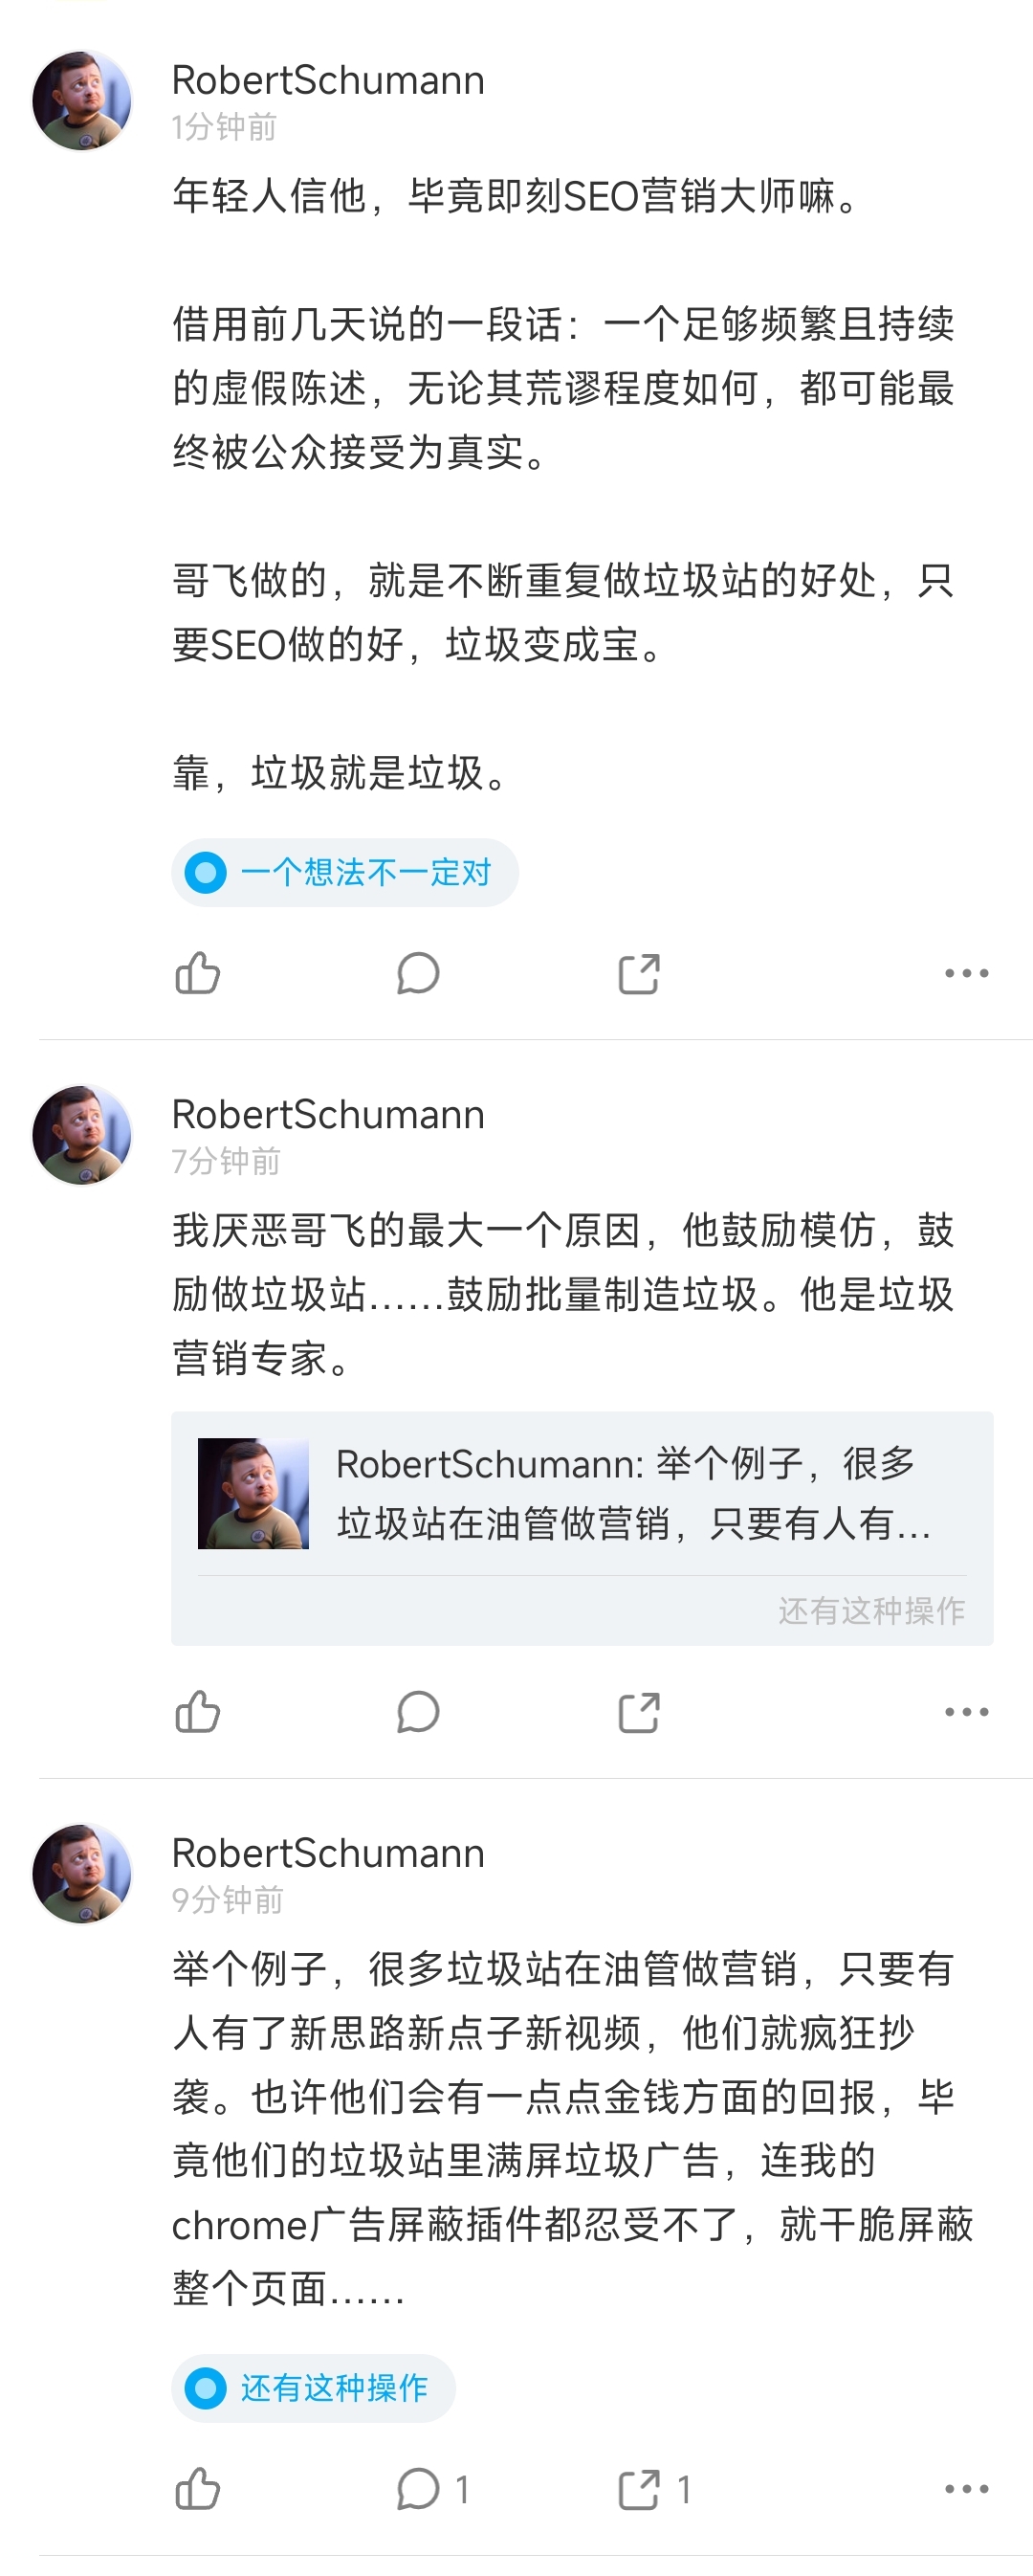 RobertSchumann
1分钟前
年轻人信他，毕竟即刻SEO营销大师嘛。
借用前几天说的一段话：一个足够频繁且持续
的虚假陈述，无论其荒谬程度如何，都可能最
终被公众接受为真实。
哥飞做的，就是不断重复做垃圾站的好处，只
要SEO做的好，垃圾变成宝。
靠，垃圾就是垃圾。
一个想法不一定对
RobertSchumann
7分钟前
我厌恶哥飞的最大一个原因，他鼓励模仿，鼓
励做垃圾站……鼓励批量制造垃圾。他是垃圾
营销专家。
RobertSchumann: 举个例子，很多
垃圾站在油管做营销，只要有人有...
还有这种操作
RobertSchumann
9分钟前
举个例子，很多垃圾站在油管做营销，只要有
人有了新思路新点子新视频，他们就疯狂抄
袭。也许他们会有一点点金钱方面的回报，毕
竟他们的垃圾站里满屏垃圾广告，连我的
chrome广告屏蔽插件都忍受不了，就干脆屏蔽
整个页面……
还有这种操作
1 1